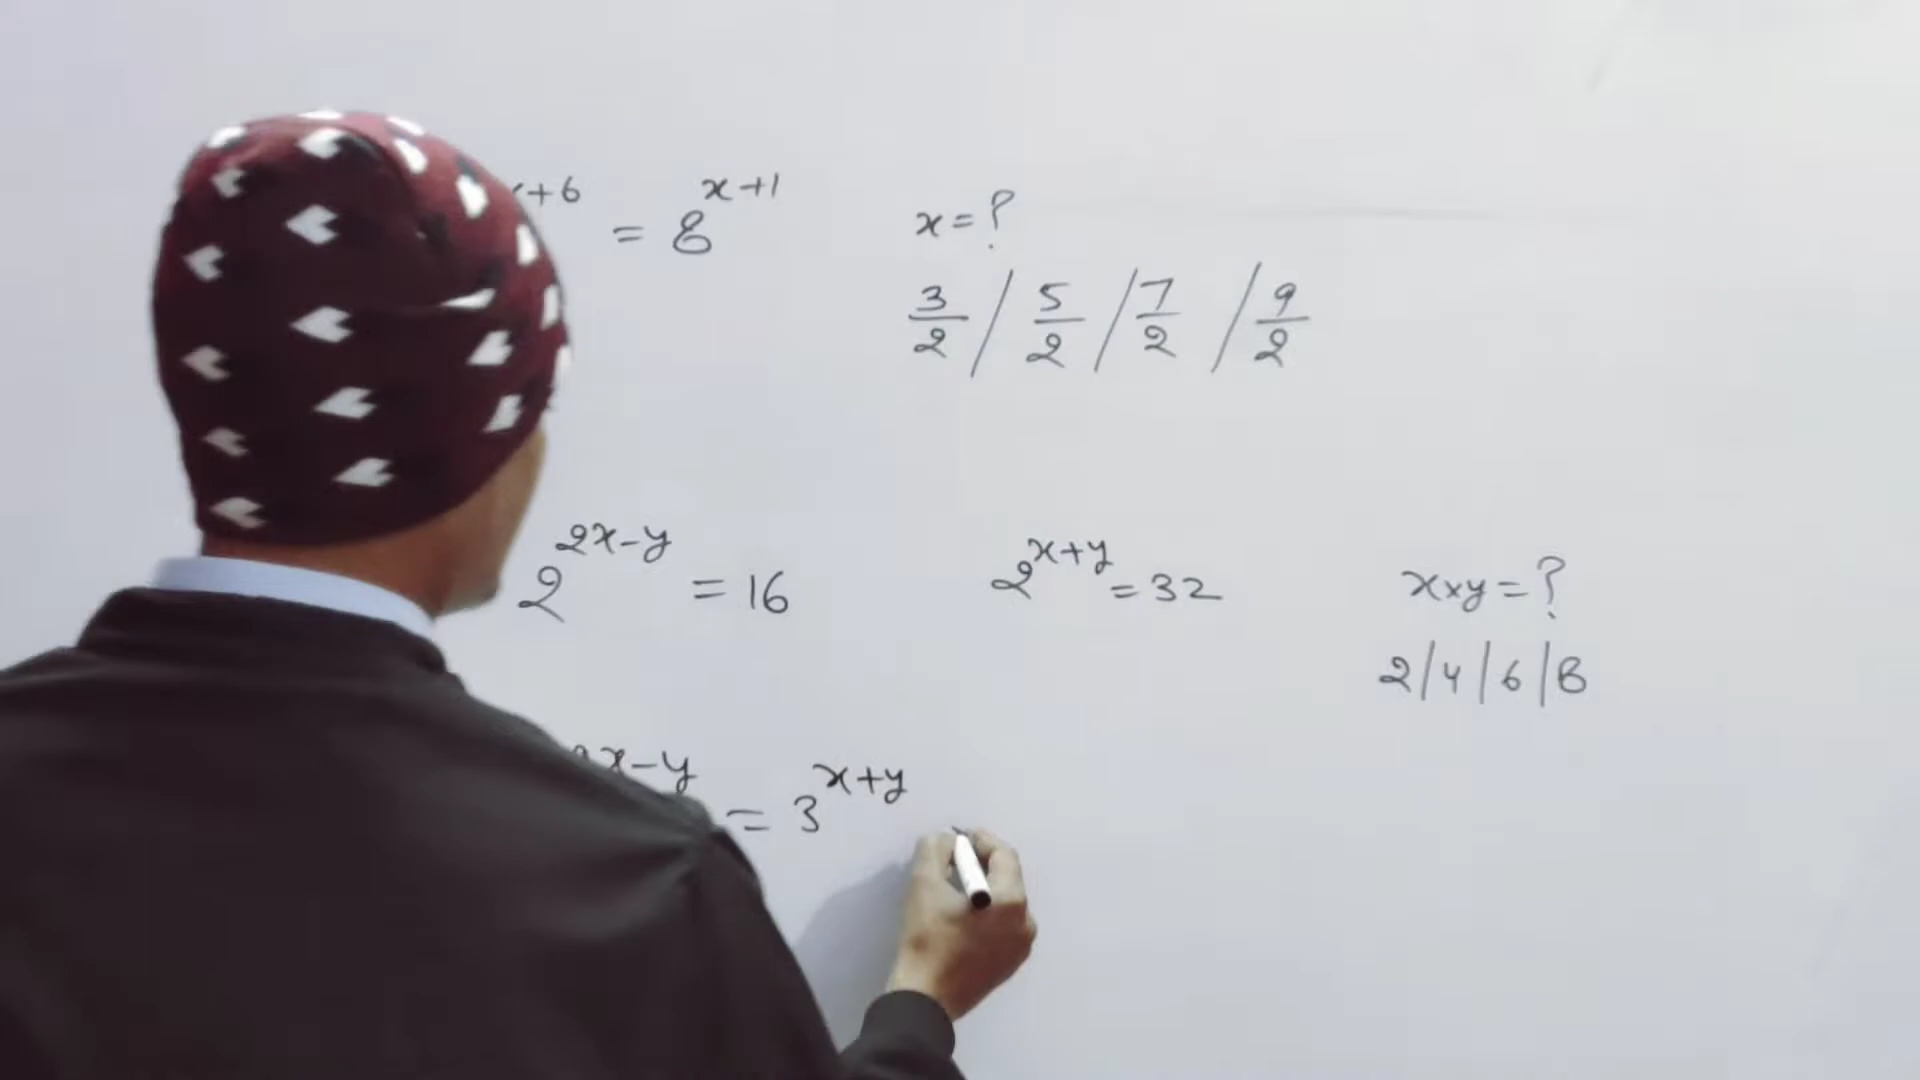 +6 = 8^{x+1} x = ?
3/2 / 5/2 / 7/2 / 9/2
2^{2x-y} = 16 2^{x+y} = 32 x×y = ?
2/4/6/8
x-y = 3^{x+y}